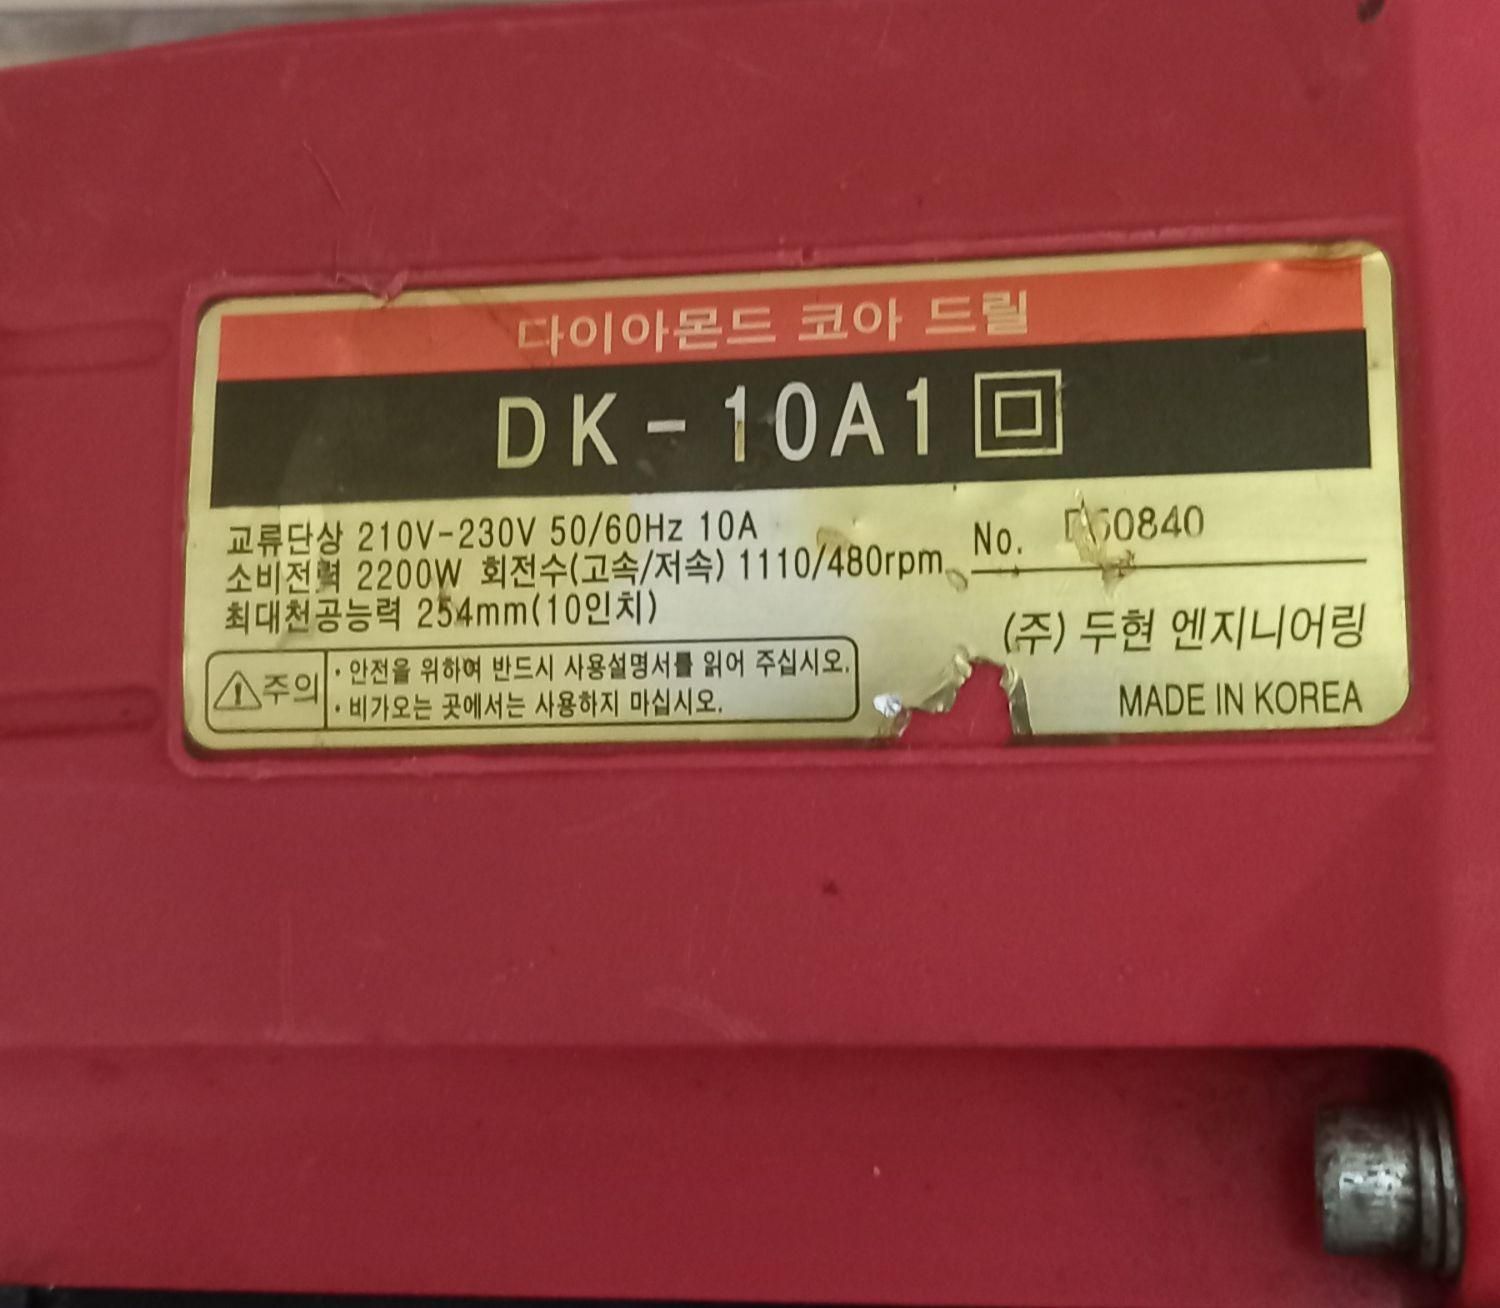 다이아몬드 코아 드릴
DK-10A1
교류단상 210V-230V 50/60Hz 10A
소비전력 2200W 회전수(고속/저속) 1110/480rpm
최대천공능력 254mm(10인치)
No.
(주) 두현 엔지니어링
MADE IN KOREA
주의
· 안전을 위하여 반드시 사용설명서를 읽어 주십시오.
· 비가오는 곳에서는 사용하지 마십시오.